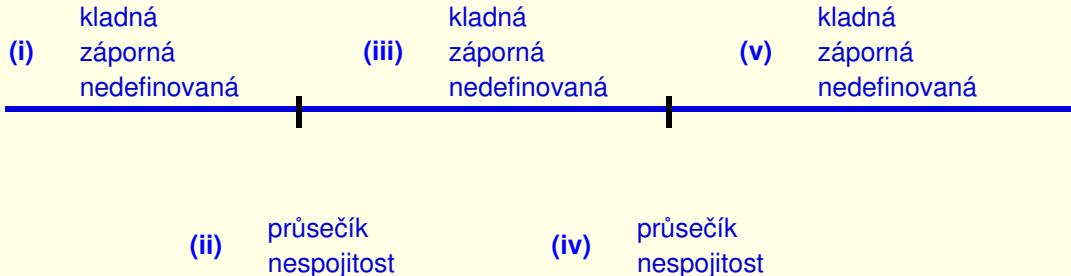 kladná
(i) záporná
nedefinovaná
kladná
(iii) záporná
nedefinovaná
kladná
(v) záporná
nedefinovaná
(ii) průsečík
nespojitost
(iv) průsečík
nespojitost